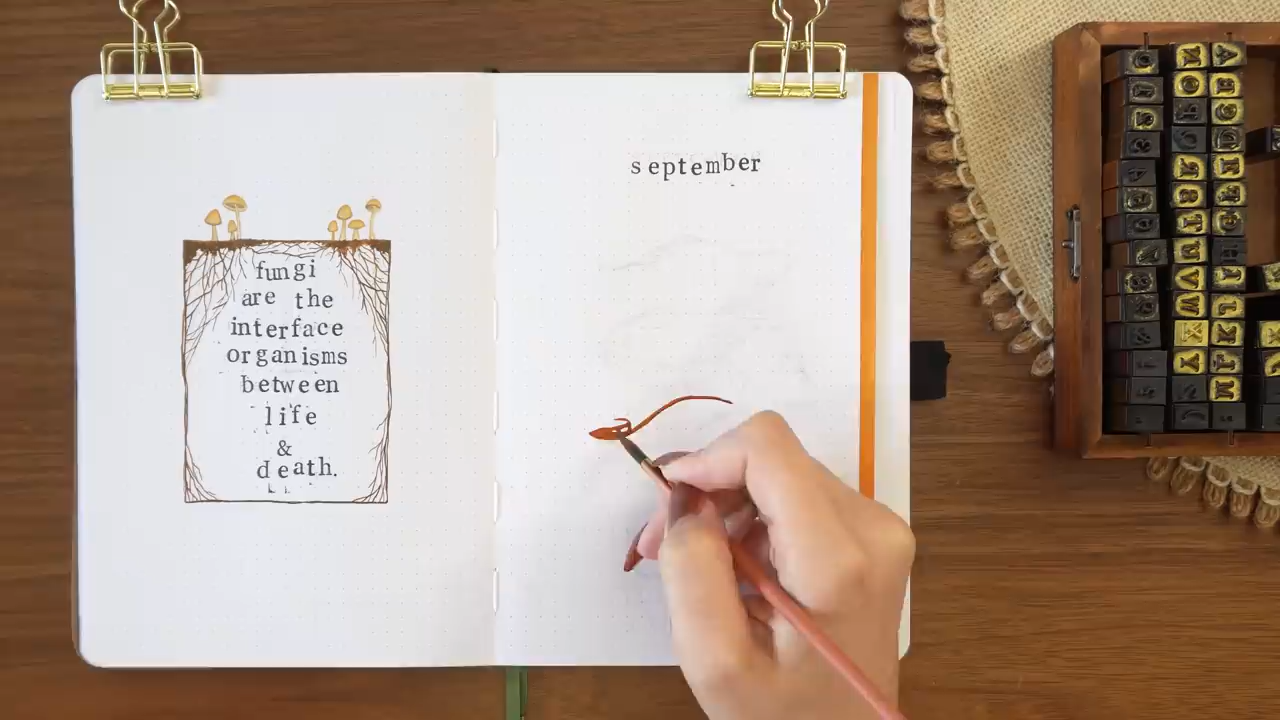 fungi
are the
interface
organisms
between
life
&
death.
september